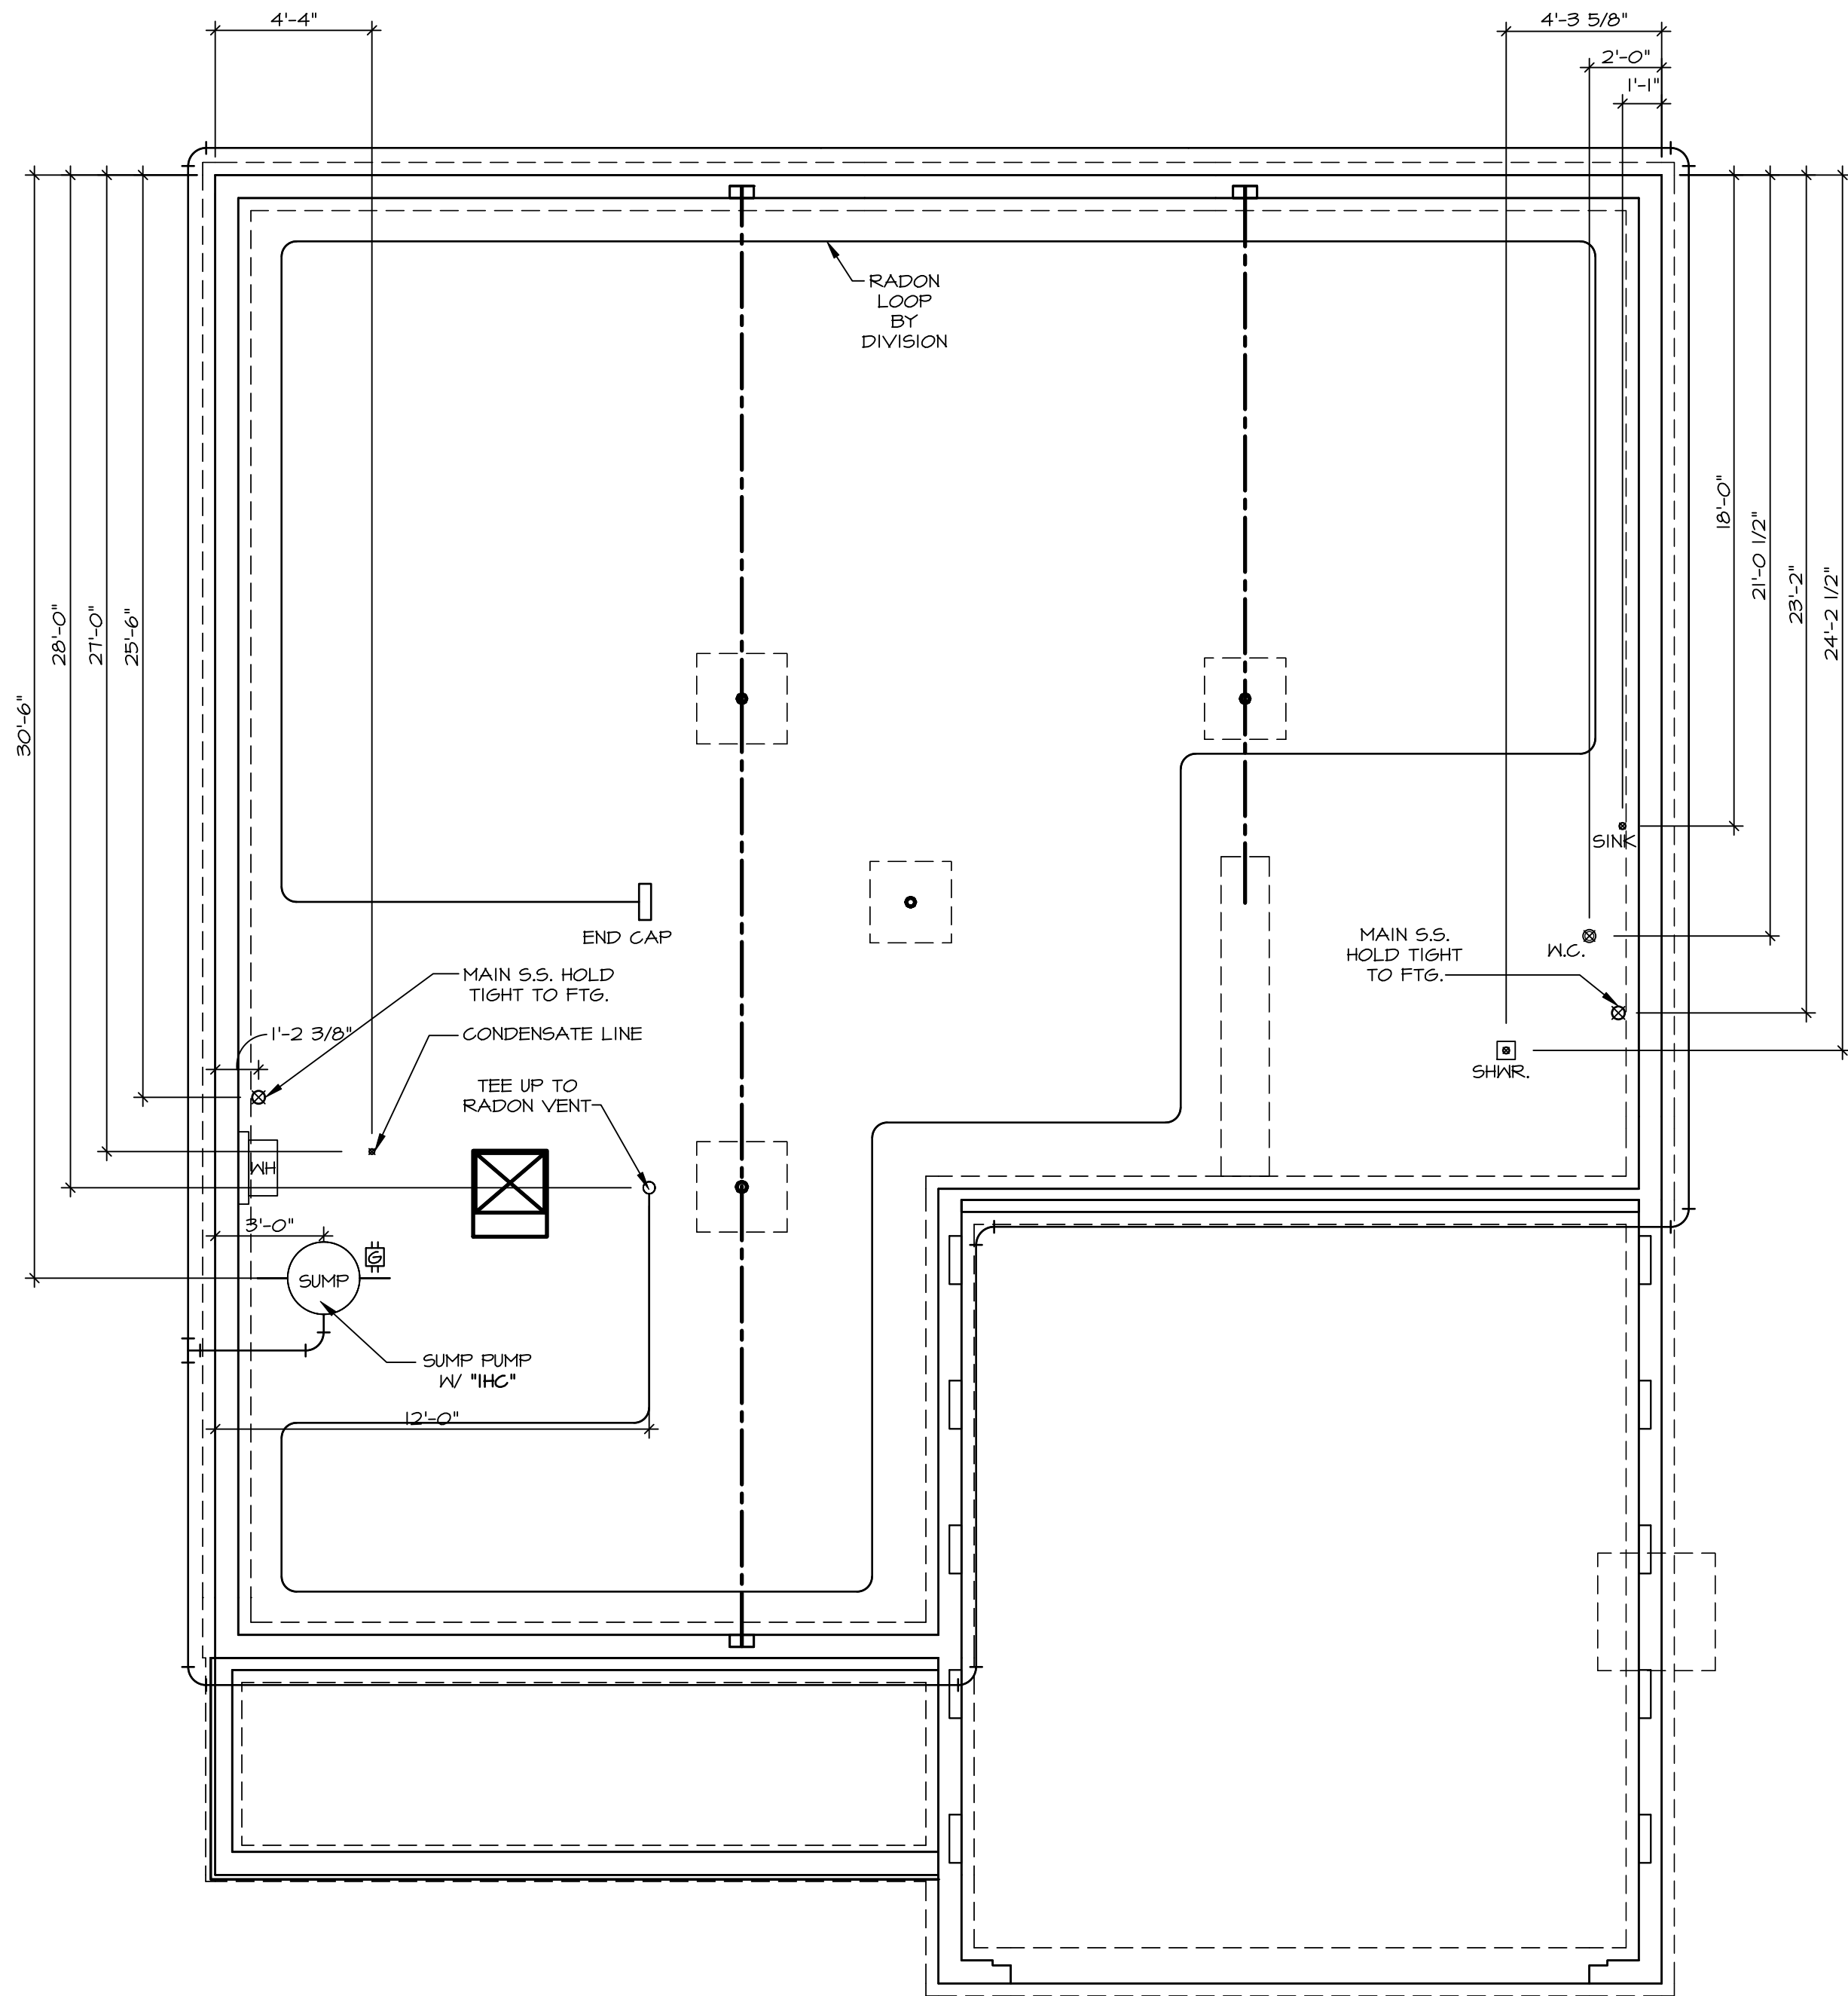 4'-4"
4'-3 5/8"
2'-0"
1'-1"
RADON
LOOP
BY
DIVISION
18'-0"
21'-0 1/2"
23'-2"
24'-2 1/2"
28'-0"
27'-0"
25'-6"
30'-6"
SINK
END CAP
MAIN S.S.
HOLD TIGHT
TO FTG.
W.C.
MAIN S.S. HOLD
TIGHT TO FTG.
1'-2 3/8"
CONDENSATE LINE
SHWR.
TEE UP TO
RADON VENT
WH
3'-0"
G
SUMP
SUMP PUMP
W/ "IHC"
12'-0"